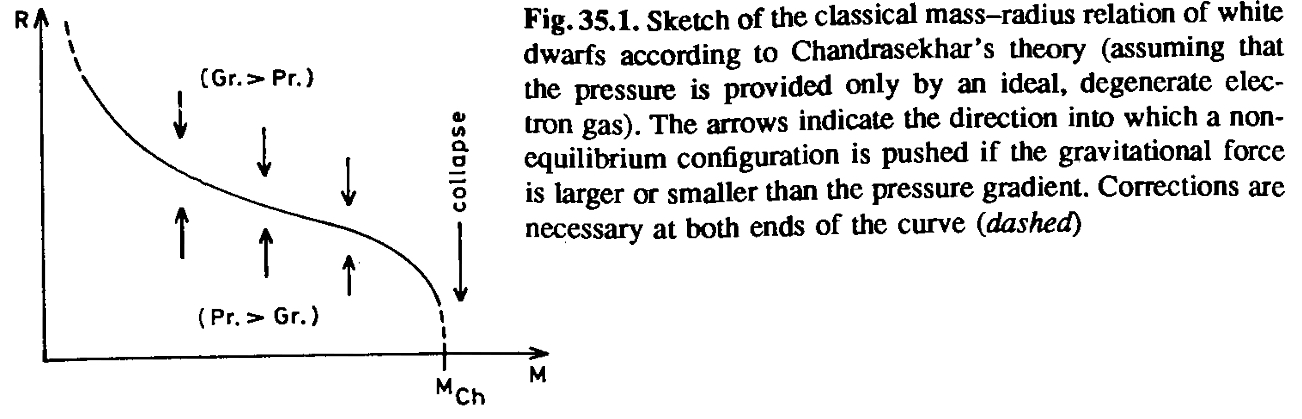 R
(Gr. > Pr.)
collapse
(Pr. > Gr.)
M
M Ch
Fig. 35.1. Sketch of the classical mass–radius relation of white
dwarfs according to Chandrasekhar's theory (assuming that
the pressure is provided only by an ideal, degenerate elec-
tron gas). The arrows indicate the direction into which a non-
equilibrium configuration is pushed if the gravitational force
is larger or smaller than the pressure gradient. Corrections are
necessary at both ends of the curve (dashed)